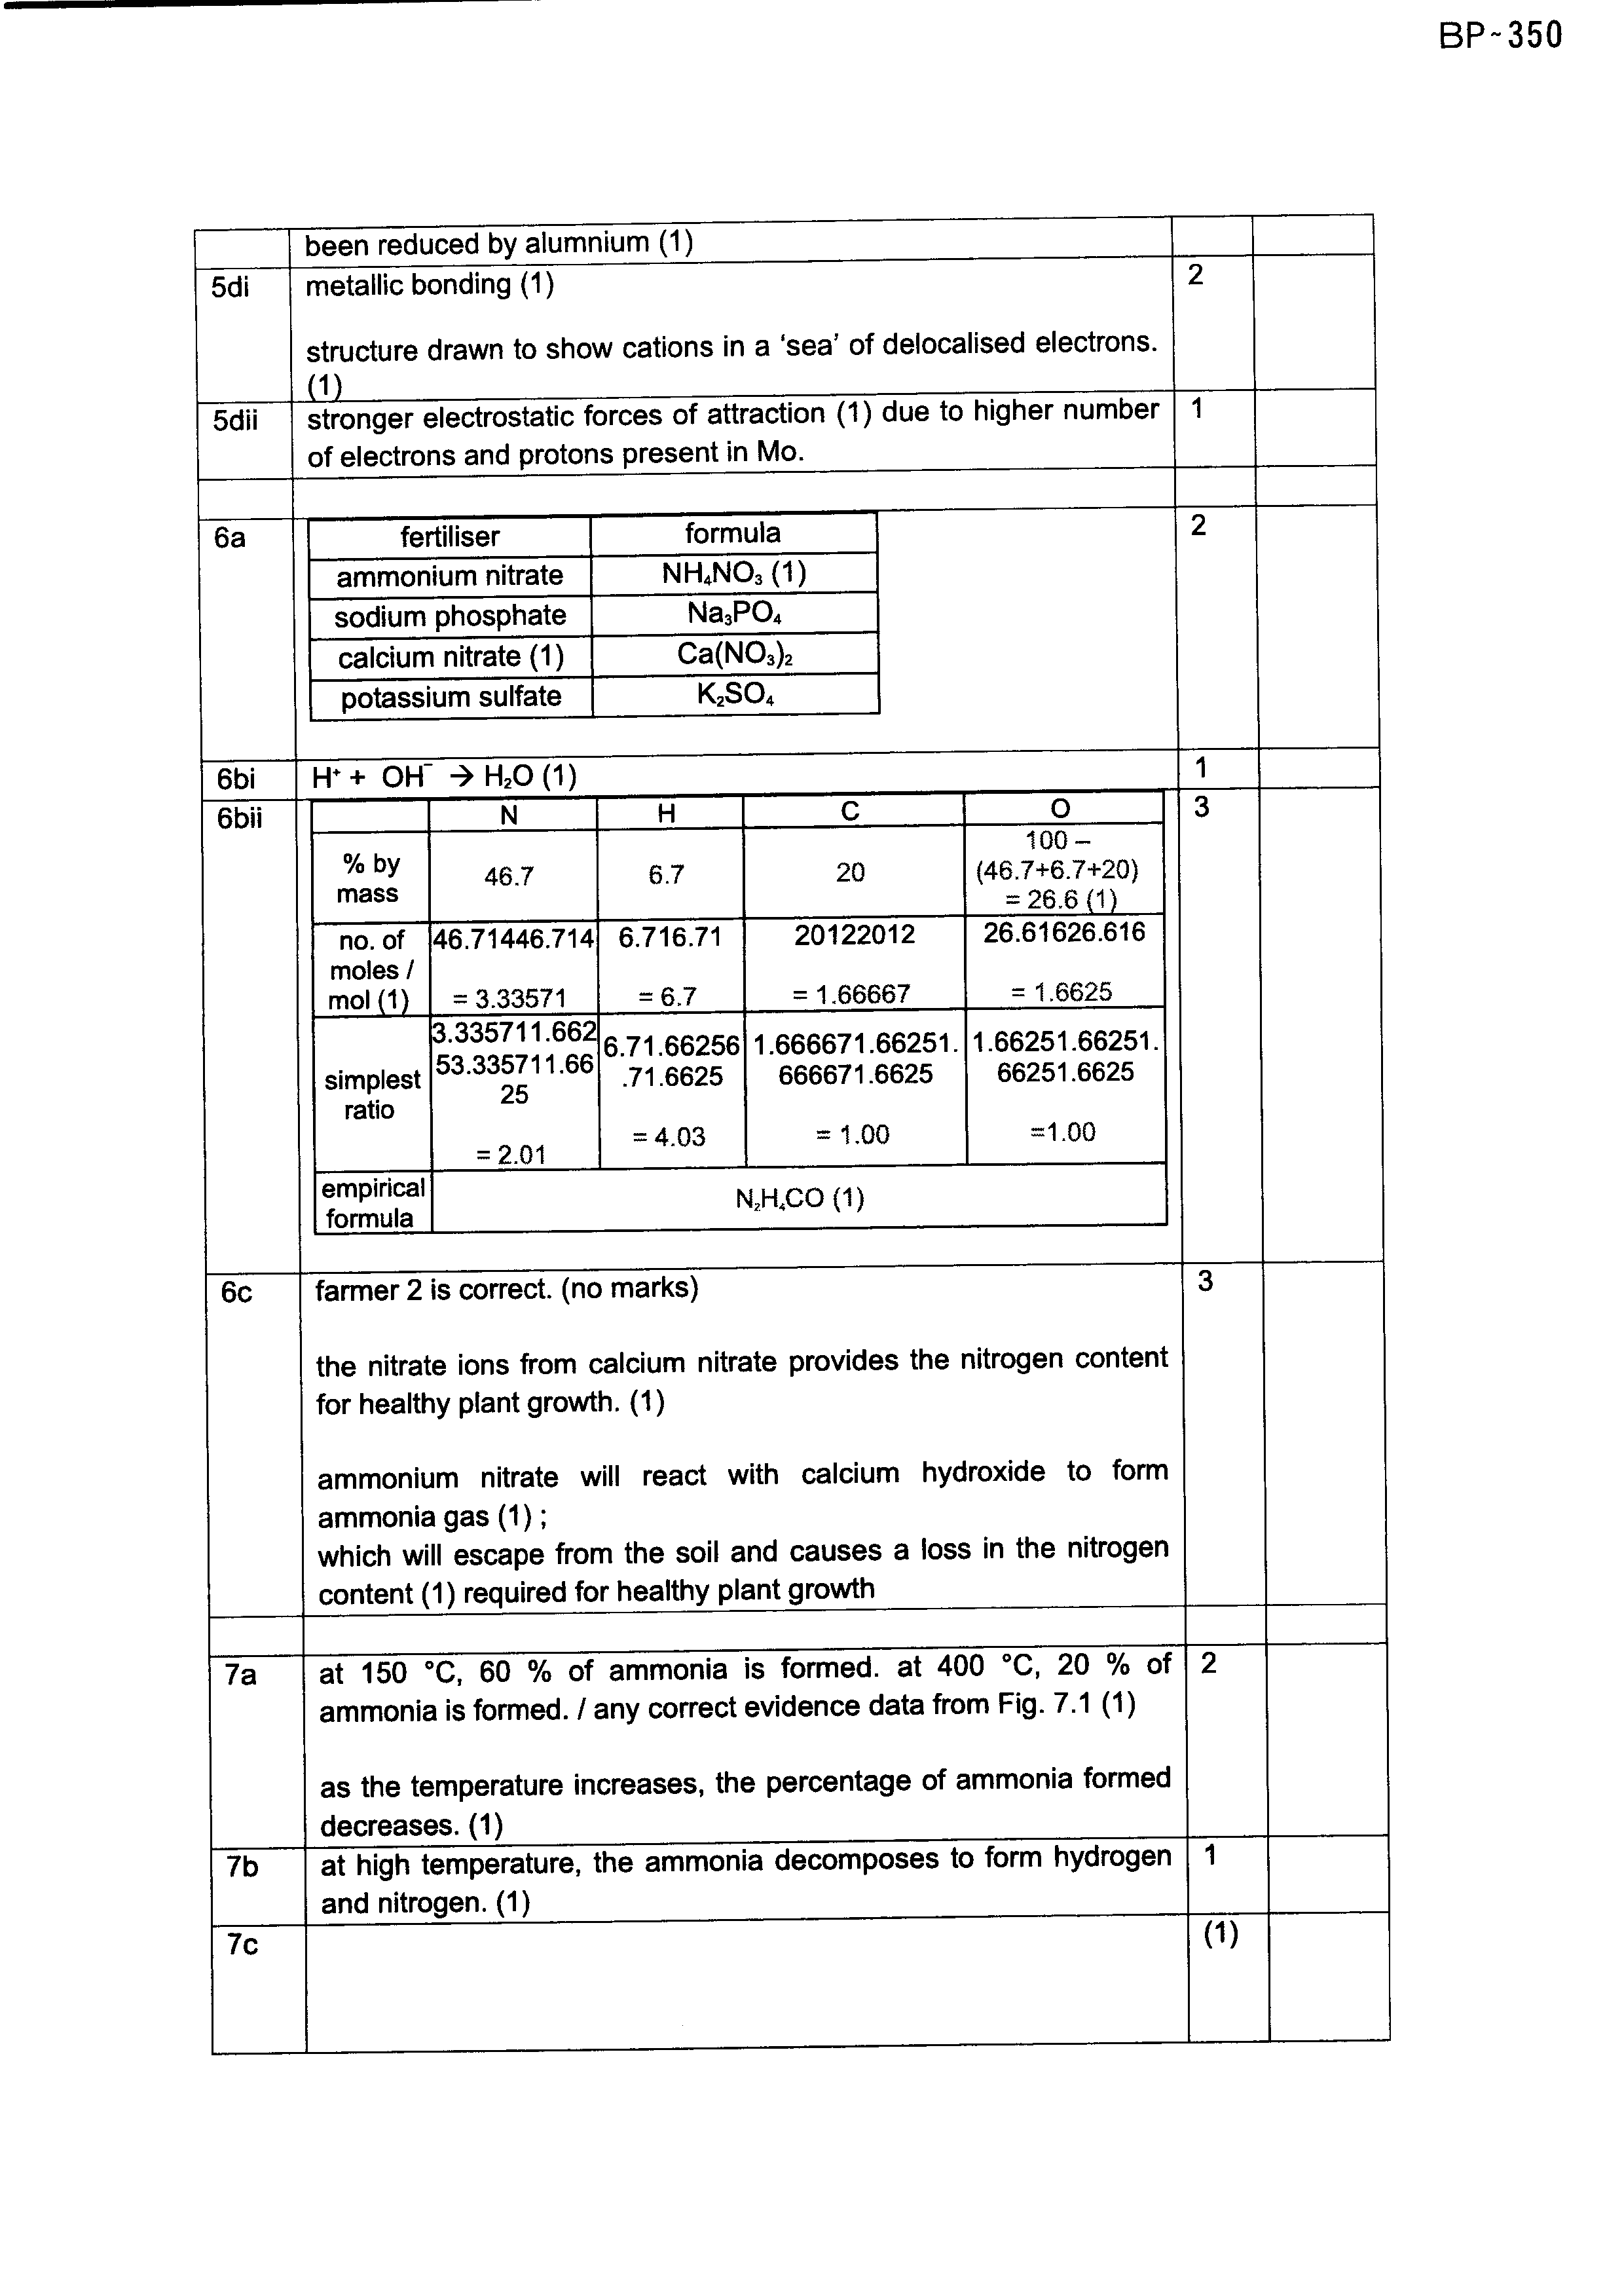 BP~350
been reduced by alumnium (1)
5di metallic bonding (1) 2
structure drawn to show cations in a ‘sea’ of delocalised electrons.
(1)
5dii stronger electrostatic forces of attraction (1) due to higher number 1
of electrons and protons present in Mo.
6a fertiliser formula 2
ammonium nitrate NH₄NO₃ (1)
sodium phosphate Na₃PO₄
calcium nitrate (1) Ca(NO₃)₂
potassium sulfate K₂SO₄
6bi H⁺ + OH⁻ → H₂O (1) 1
6bii N H C O 3
% by
mass
46.7
6.7
20
100 –
(46.7+6.7+20)
= 26.6 (1)
no. of
moles /
mol (1)
46.71446.714
= 3.33571
6.716.71
= 6.7
20122012
= 1.66667
26.61626.616
= 1.6625
simplest
ratio
3.335711.662
53.335711.66
25
= 2.01
6.71.66256
.71.6625
= 4.03
1.666671.66251.
666671.6625
= 1.00
1.66251.66251.
66251.6625
=1.00
empirical
formula
N₂H₄CO (1)
6c farmer 2 is correct. (no marks) 3
the nitrate ions from calcium nitrate provides the nitrogen content
for healthy plant growth. (1)
ammonium nitrate will react with calcium hydroxide to form
ammonia gas (1) ;
which will escape from the soil and causes a loss in the nitrogen
content (1) required for healthy plant growth
7a at 150 °C, 60 % of ammonia is formed. at 400 °C, 20 % of 2
ammonia is formed. / any correct evidence data from Fig. 7.1 (1)
as the temperature increases, the percentage of ammonia formed
decreases. (1)
7b at high temperature, the ammonia decomposes to form hydrogen 1
and nitrogen. (1)
7c (1)